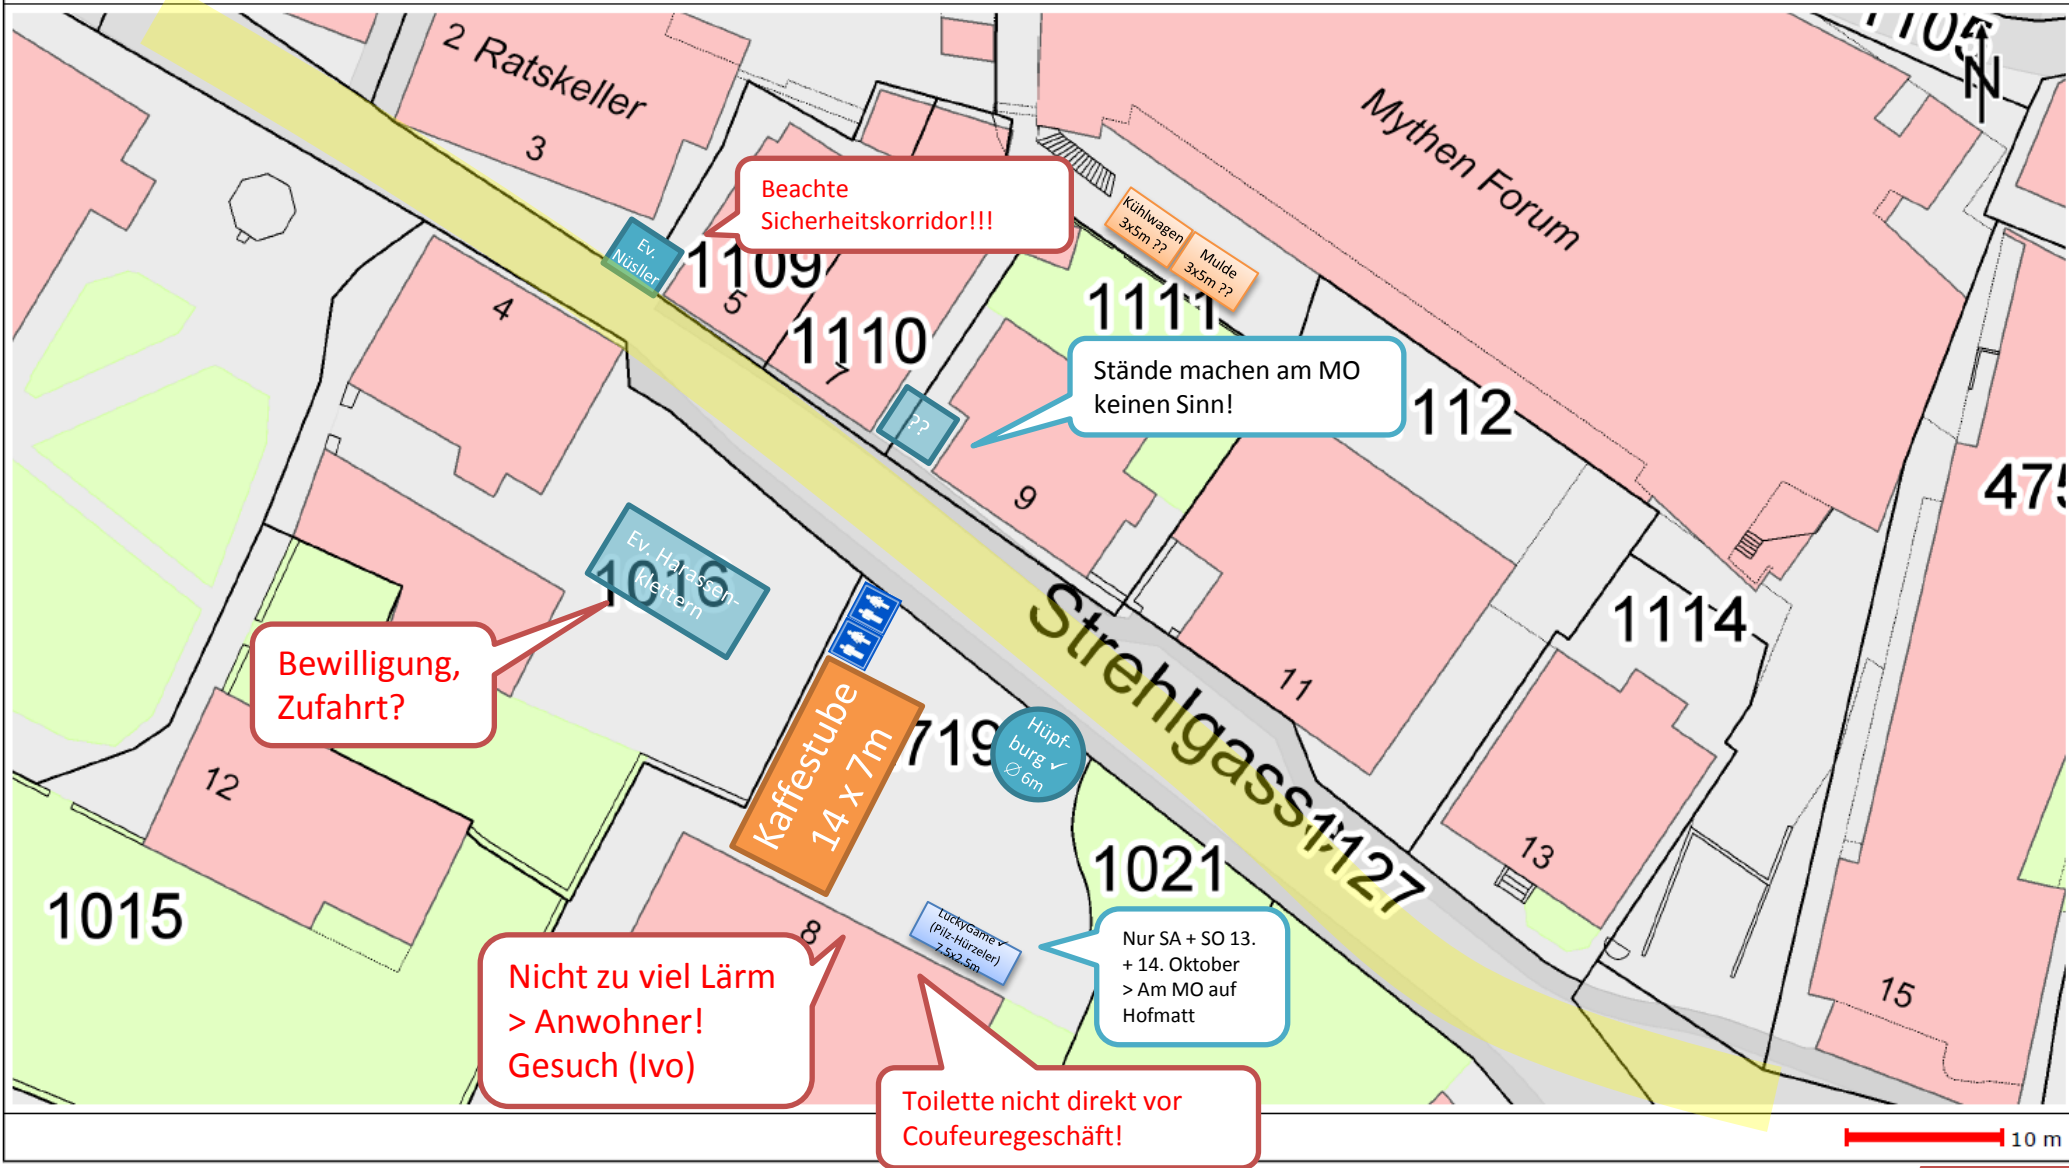 1105
N
2 Ratskeller
3
Mythen Forum
Beachte
Sicherheitskorridor!!!
Kühlwagen
3x5m ??
Mulde
3x5m ??
Ev.
Nüsller
1109
5
4
1110
7
1111
Stände machen am MO
keinen Sinn!
112
??
475
9
Ev. Harassen-
klettern
1016
Bewilligung,
Zufahrt?
Strehlgass
1114
11
Kaffestube
14 x 7m
719
Hüpf-
burg ✓
∅ 6m
12
1127
13
1021
1015
8
LuckyGame ✓
(Pilz-Hürzeler)
7.5x2.5m
Nur SA + SO 13.
+ 14. Oktober
> Am MO auf
Hofmatt
Nicht zu viel Lärm
> Anwohner!
Gesuch (Ivo)
15
Toilette nicht direkt vor
Coufeuregeschäft!
10 m